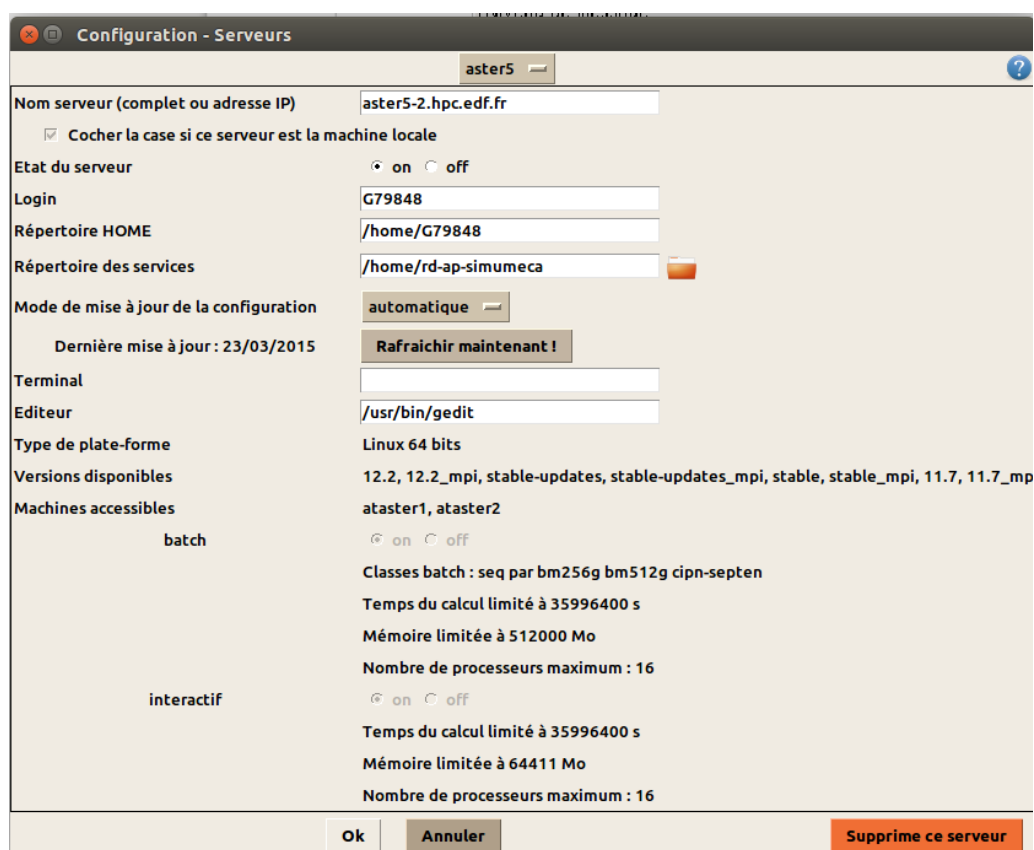 Configuration - Serveurs
aster5
Nom serveur (complet ou adresse IP) aster5-2.hpc.edf.fr
Cocher la case si ce serveur est la machine locale
Etat du serveur on off
Login G79848
Répertoire HOME /home/G79848
Répertoire des services /home/rd-ap-simumeca
Mode de mise à jour de la configuration automatique
Dernière mise à jour : 23/03/2015 Rafraichir maintenant !
Terminal
Editeur /usr/bin/gedit
Type de plate-forme Linux 64 bits
Versions disponibles 12.2, 12.2_mpi, stable-updates, stable-updates_mpi, stable, stable_mpi, 11.7, 11.7_mp
Machines accessibles ataster1, ataster2
batch on off
Classes batch : seq par bm256g bm512g cipn-septen
Temps du calcul limité à 35996400 s
Mémoire limitée à 512000 Mo
Nombre de processeurs maximum : 16
interactif on off
Temps du calcul limité à 35996400 s
Mémoire limitée à 64411 Mo
Nombre de processeurs maximum : 16
Ok Annuler Supprime ce serveur